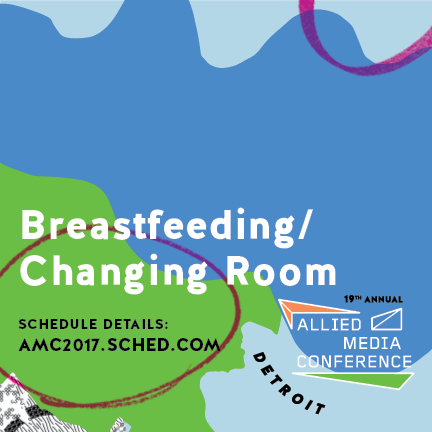 Breastfeeding/
Changing Room
SCHEDULE DETAILS:
AMC2017.SCHED.COM
19TH ANNUAL
ALLIED
MEDIA
CONFERENCE
DETROIT